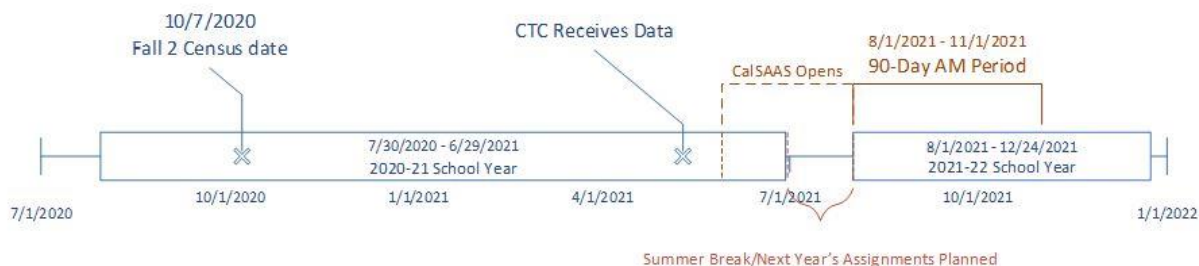 10/7/2020
Fall 2 Census date
CTC Receives Data
8/1/2021 - 11/1/2021
90-Day AM Period
CalSAAS Opens
7/30/2020 - 6/29/2021
2020-21 School Year
8/1/2021 - 12/24/2021
2021-22 School Year
7/1/2020
10/1/2020
1/1/2021
4/1/2021
7/1/2021
10/1/2021
1/1/2022
Summer Break/Next Year's Assignments Planned